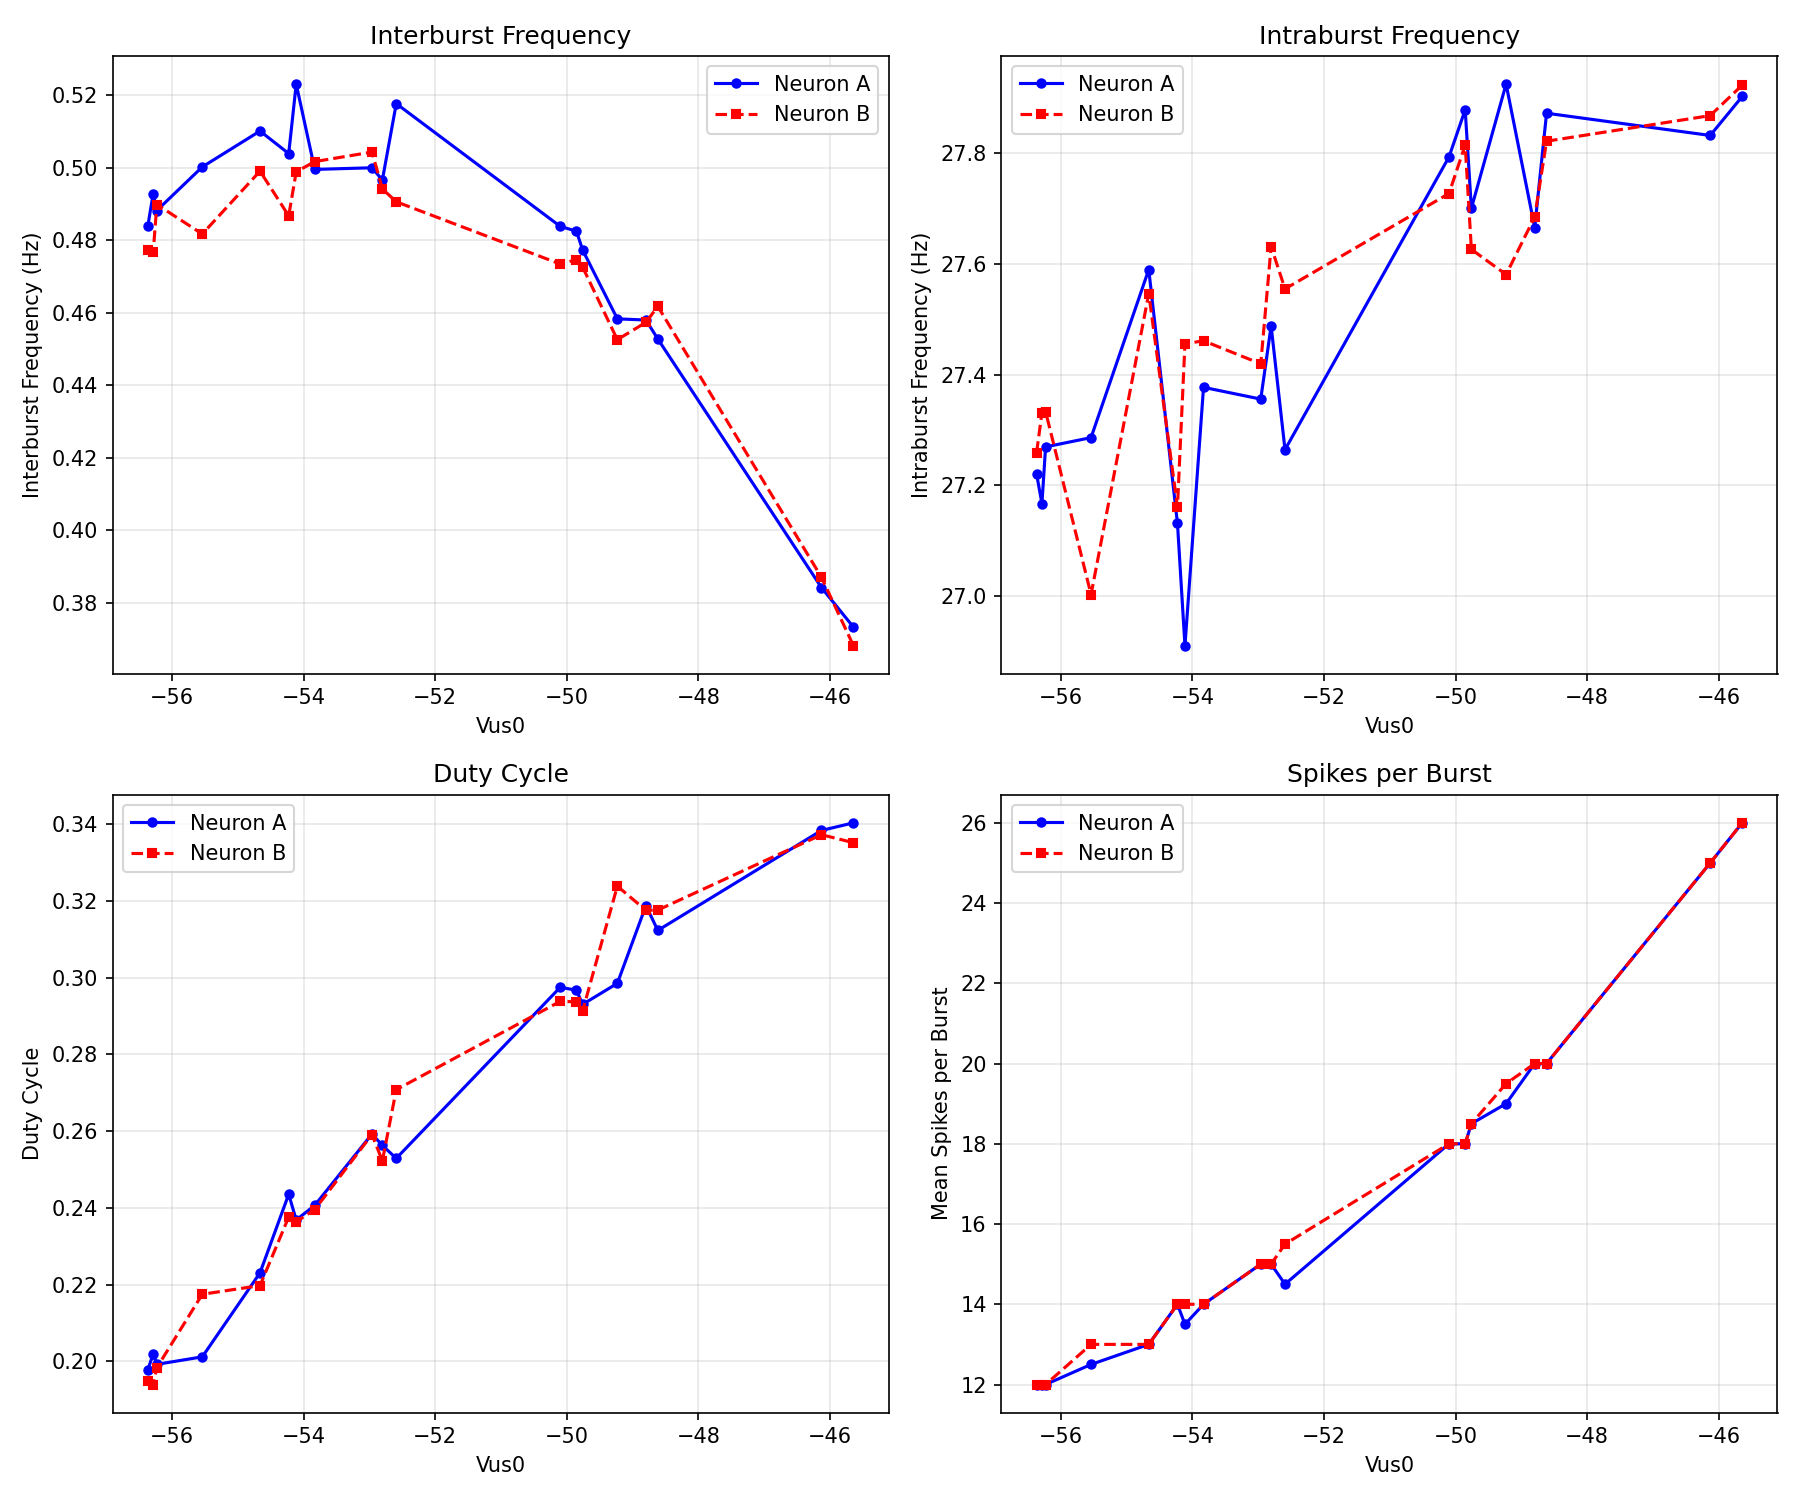 Interburst Frequency
Neuron A
Neuron B
0.52
0.50
0.48
0.46
0.44
0.42
0.40
0.38
Interburst Frequency (Hz)
−56 −54 −52 −50 −48 −46
Vus0
Intraburst Frequency
Neuron A
Neuron B
27.8
27.6
27.4
27.2
27.0
Intraburst Frequency (Hz)
−56 −54 −52 −50 −48 −46
Vus0
Duty Cycle
Neuron A
Neuron B
0.34
0.32
0.30
0.28
0.26
0.24
0.22
0.20
Duty Cycle
−56 −54 −52 −50 −48 −46
Vus0
Spikes per Burst
Neuron A
Neuron B
26
24
22
20
18
16
14
12
Mean Spikes per Burst
−56 −54 −52 −50 −48 −46
Vus0